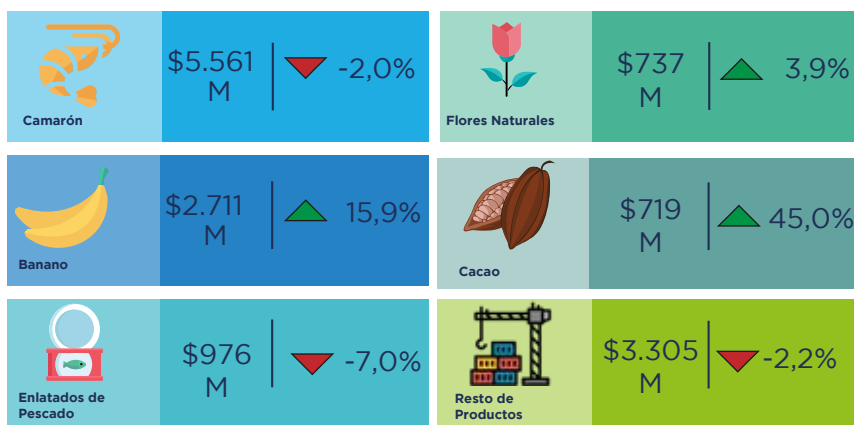 $5.561
M
-2,0%
Camarón
$737
M
3,9%
Flores Naturales
$2.711
M
15,9%
Banano
$719
M
45,0%
Cacao
$976
M
-7,0%
Enlatados de
Pescado
$3.305
M
-2,2%
Resto de
Productos